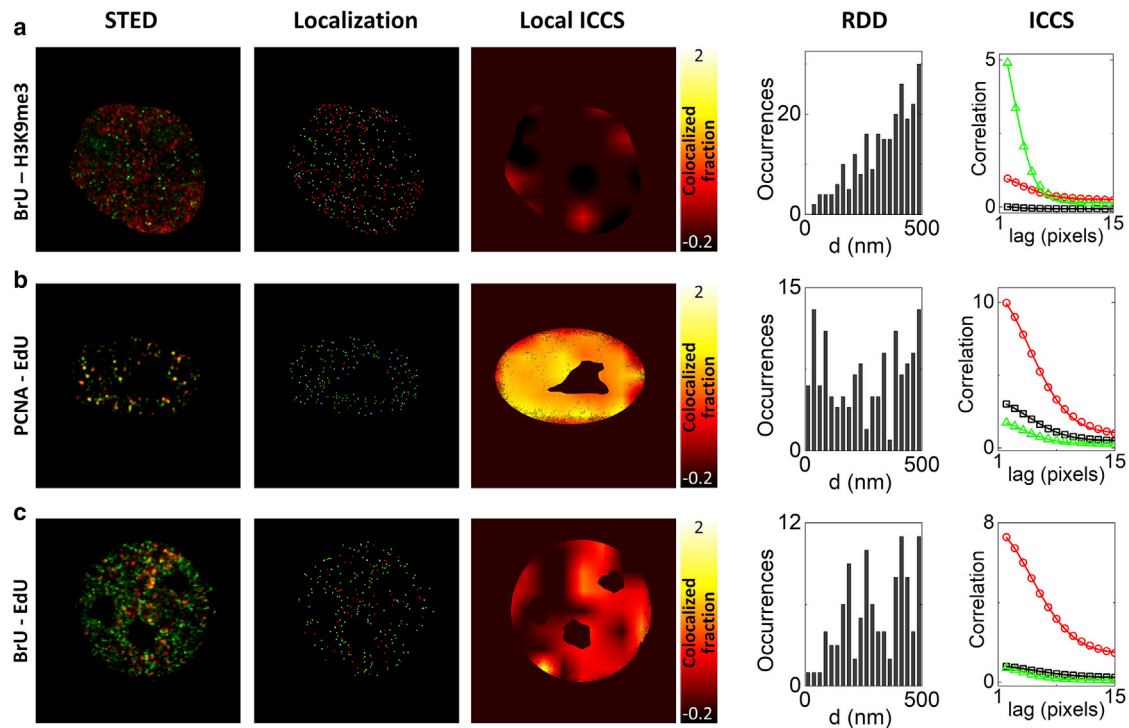 STED Localization Local ICCS RDD ICCS
a
BrU – H3K9me3
2
Colocalized
fraction
-0.2
Occurrences
20
0
0 500
d (nm)
Correlation
5
0
1 15
lag (pixels)
b
PCNA - EdU
2
Colocalized
fraction
-0.2
Occurrences
15
0
0 500
d (nm)
Correlation
10
0
1 15
lag (pixels)
c
BrU - EdU
2
Colocalized
fraction
-0.2
Occurrences
12
6
0
0 500
d (nm)
Correlation
8
0
1 15
lag (pixels)